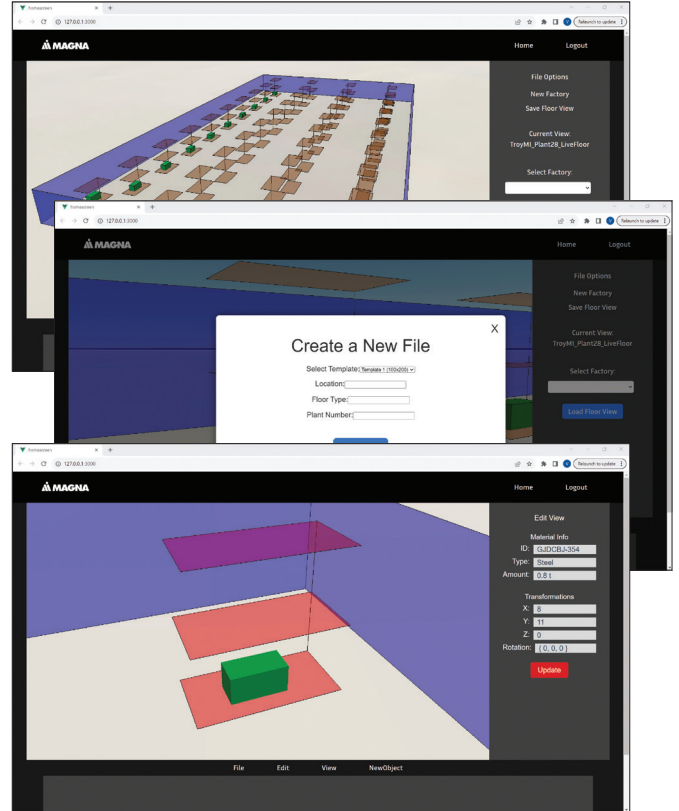 fromscreen
127.0.0.1:3000
Relaunch to update
MAGNA
Home Logout
File Options
New Factory
Save Floor View
Current View:
TroyMI_Plant28_LiveFloor
Select Factory:
127.0.0.1:3000
Relaunch to update
MAGNA
Home Logout
File Options
New Factory
Save Floor View
Current View:
TroyMI_Plant28_LiveFloor
Select Factory:
Load Floor View
X
Create a New File
Select Template: Template 1 (100x200)
Location:
Floor Type:
Plant Number:
127.0.0.1:3000
Relaunch to update
MAGNA
Home Logout
Edit View
Material Info
ID: GJDCBJ-354
Type: Steel
Amount: 0.8 t
Transformations
X: 8
Y: 11
Z: 0
Rotation: { 0, 0, 0 }
Update
File Edit View NewObject